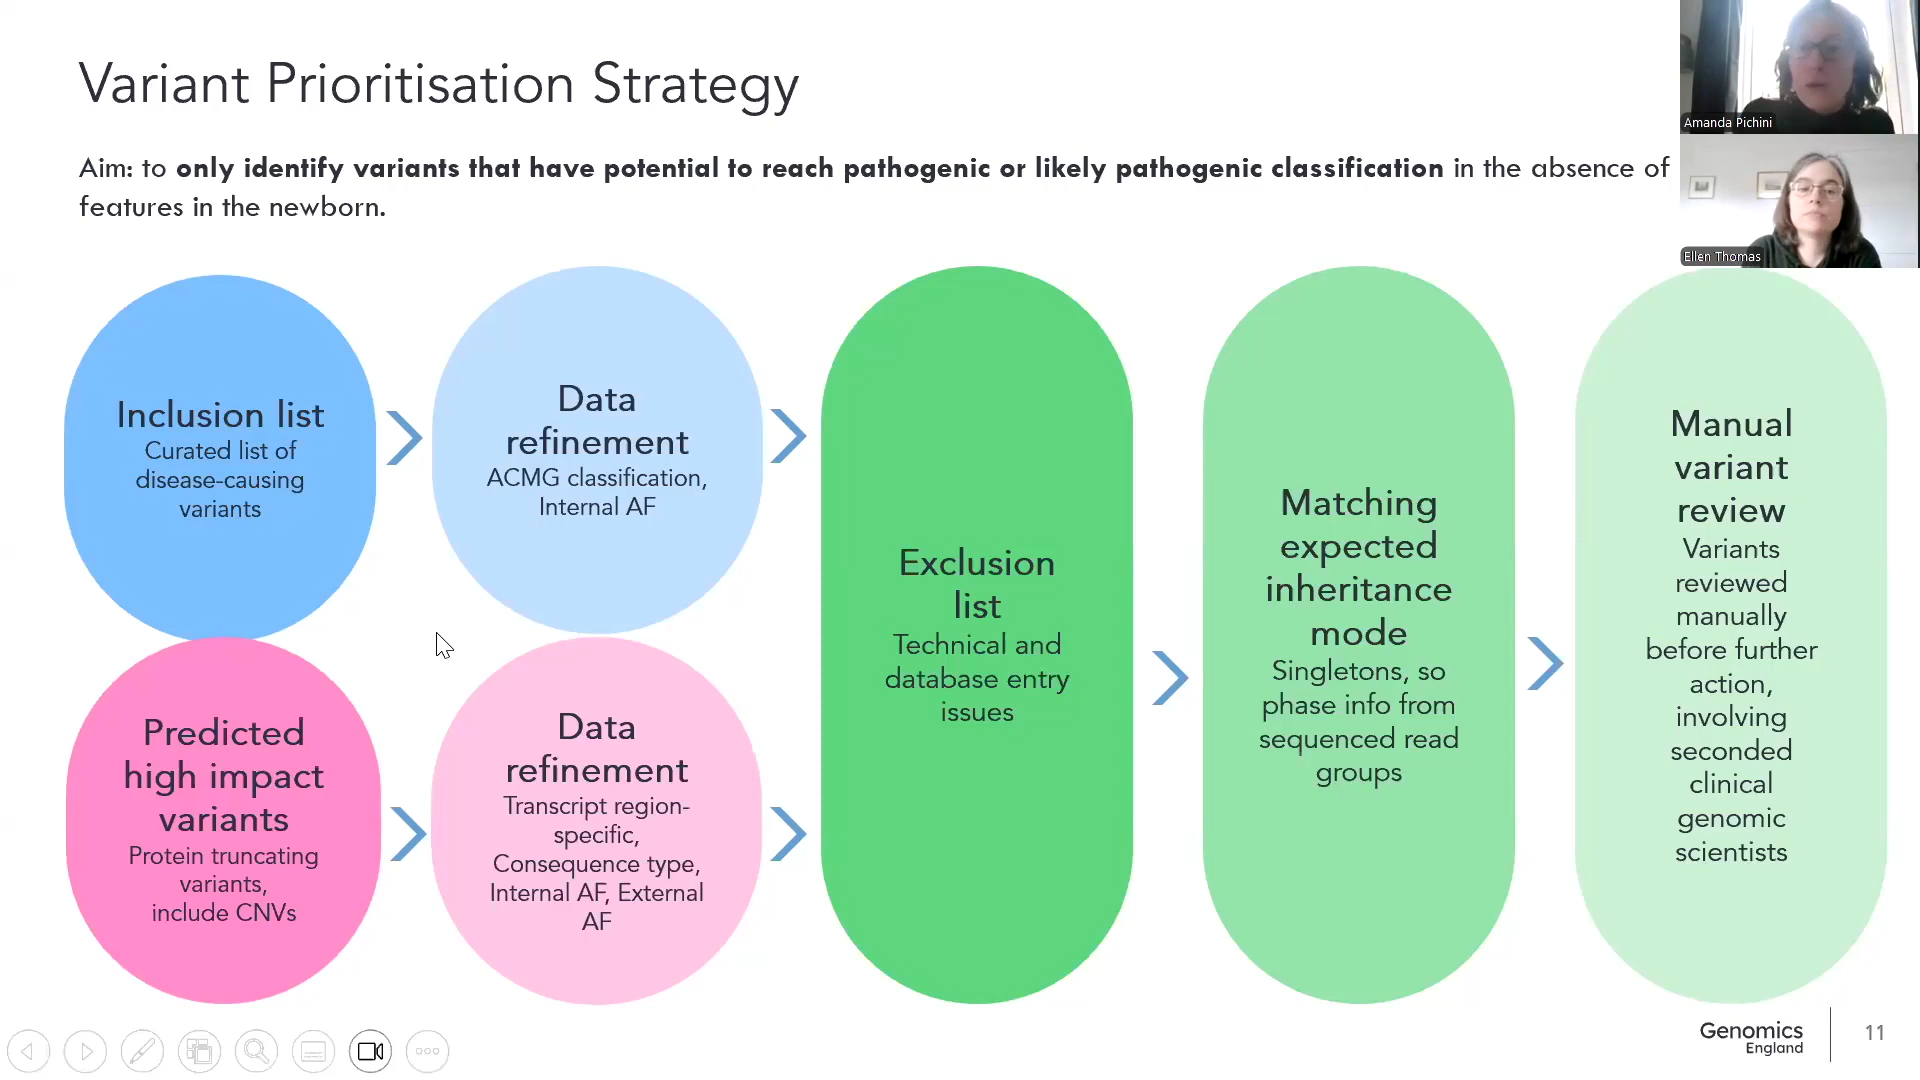 Variant Prioritisation Strategy
Aim: to only identify variants that have potential to reach pathogenic or likely pathogenic classification in the absence of
features in the newborn.
Amanda Pichini
Ellen Thomas
Inclusion list
Curated list of
disease-causing
variants
Data
refinement
ACMG classification,
Internal AF
Predicted
high impact
variants
Protein truncating
variants,
include CNVs
Data
refinement
Transcript region-
specific,
Consequence type,
Internal AF, External
AF
Exclusion
list
Technical and
database entry
issues
Matching
expected
inheritance
mode
Singletons, so
phase info from
sequenced read
groups
Manual
variant
review
Variants
reviewed
manually
before further
action,
involving
seconded
clinical
genomic
scientists
Genomics
England
11